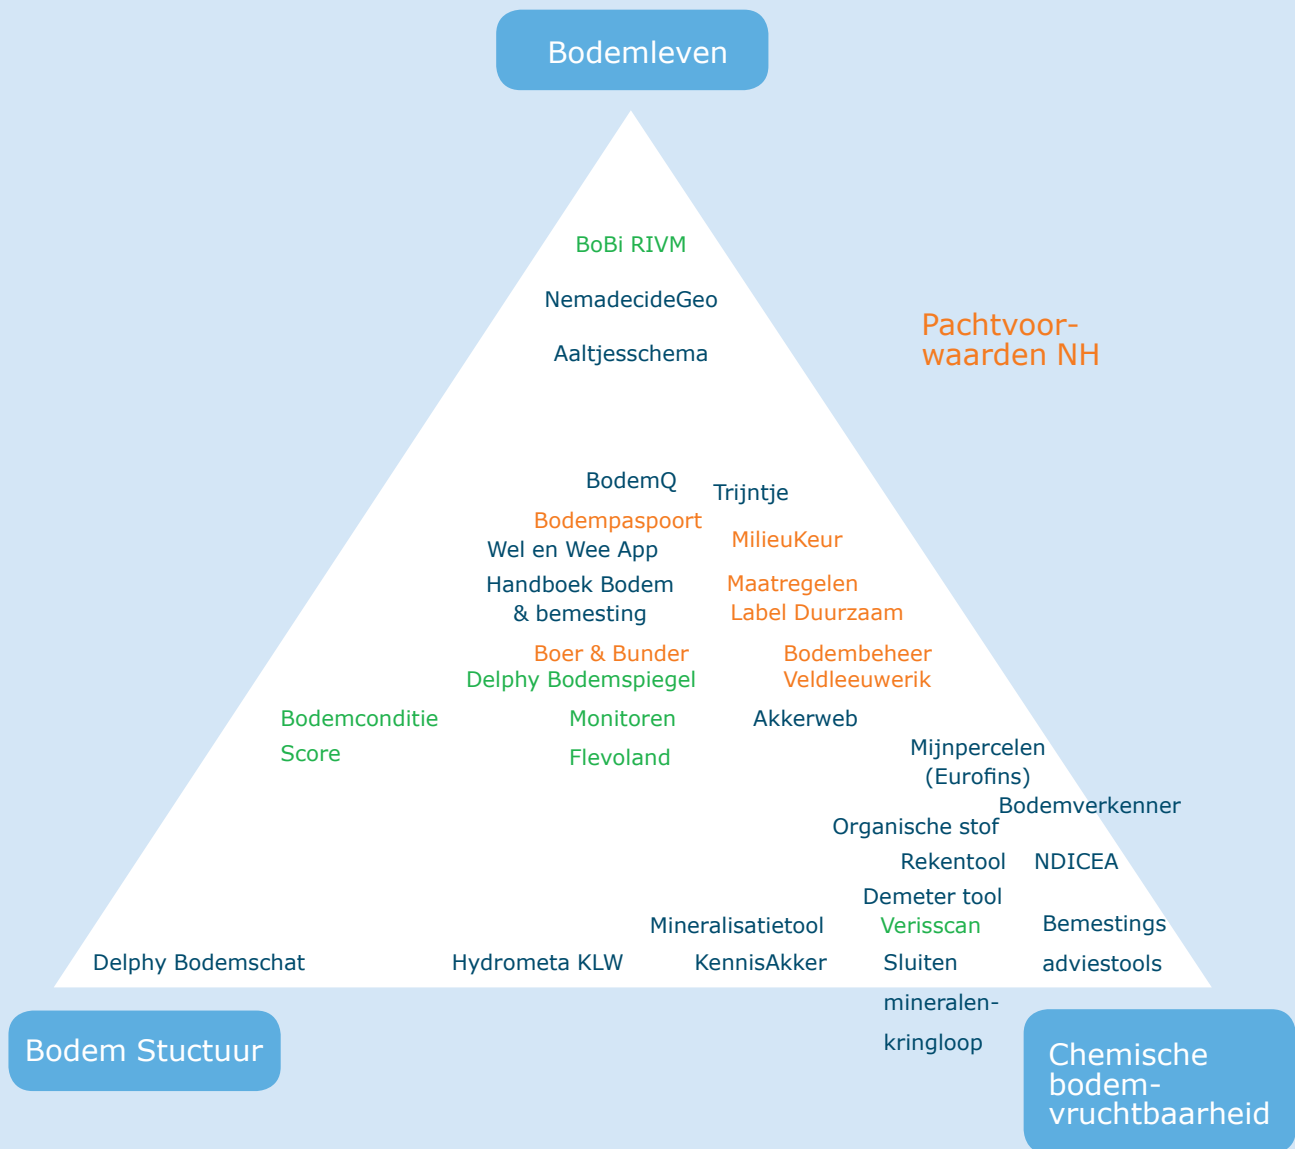 Bodemleven
BoBi RIVM
NemadecideGeo
Aaltjesschema
Pachtvoor-
waarden NH
BodemQ
Trijntje
Bodempaspoort
Wel en Wee App
MilieuKeur
Handboek Bodem
& bemesting
Maatregelen
Label Duurzaam
Boer & Bunder
Delphy Bodemspiegel
Bodembeheer
Veldleeuwerik
Bodemconditie
Score
Monitoren
Flevoland
Akkerweb
Mijnpercelen
(Eurofins)
Bodemverkenner
Organische stof
Rekentool
NDICEA
Demeter tool
Mineralisatietool
Verisscan
Bemestings
adviestools
Delphy Bodemschat
Hydrometa KLW
KennisAkker
Sluiten
mineralen-
kringloop
Bodem Stuctuur
Chemische
bodem-
vruchtbaarheid